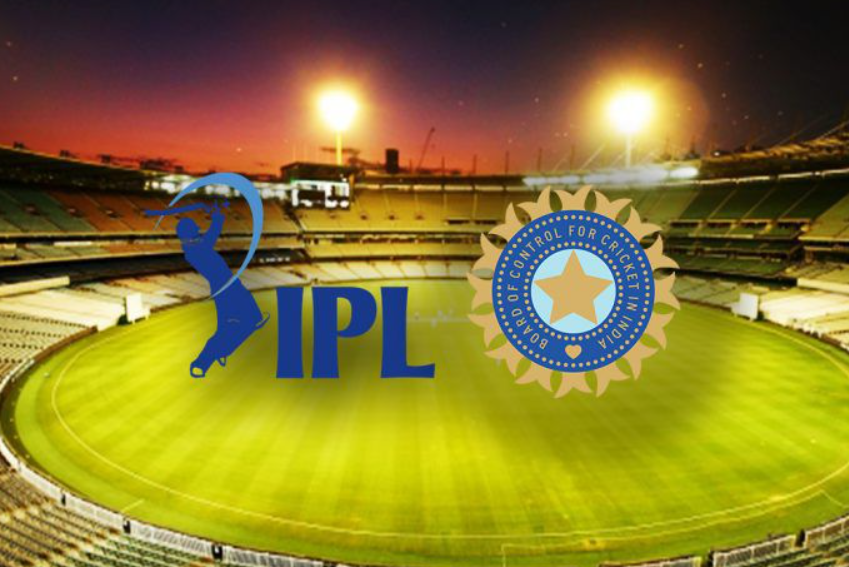 IPL
BOARD OF CONTROL FOR CRICKET IN INDIA